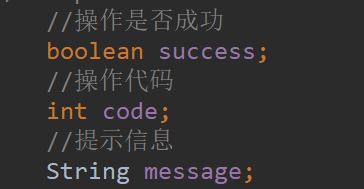 //操作是否成功
boolean success;
//操作代码
int code;
//提示信息
String message;